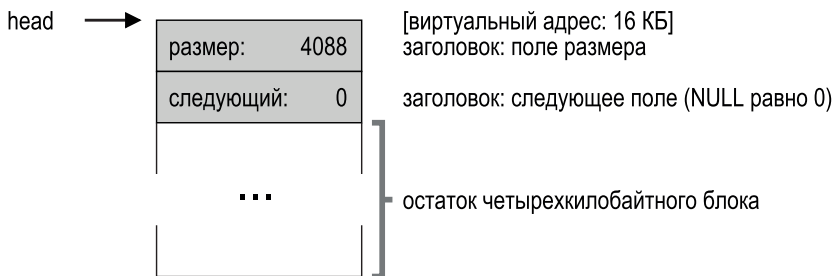 head
[виртуальный адрес: 16 КБ]
размер: 4088
заголовок: поле размера
следующий: 0
заголовок: следующее поле (NULL равно 0)
...
остаток четырехкилобайтного блока